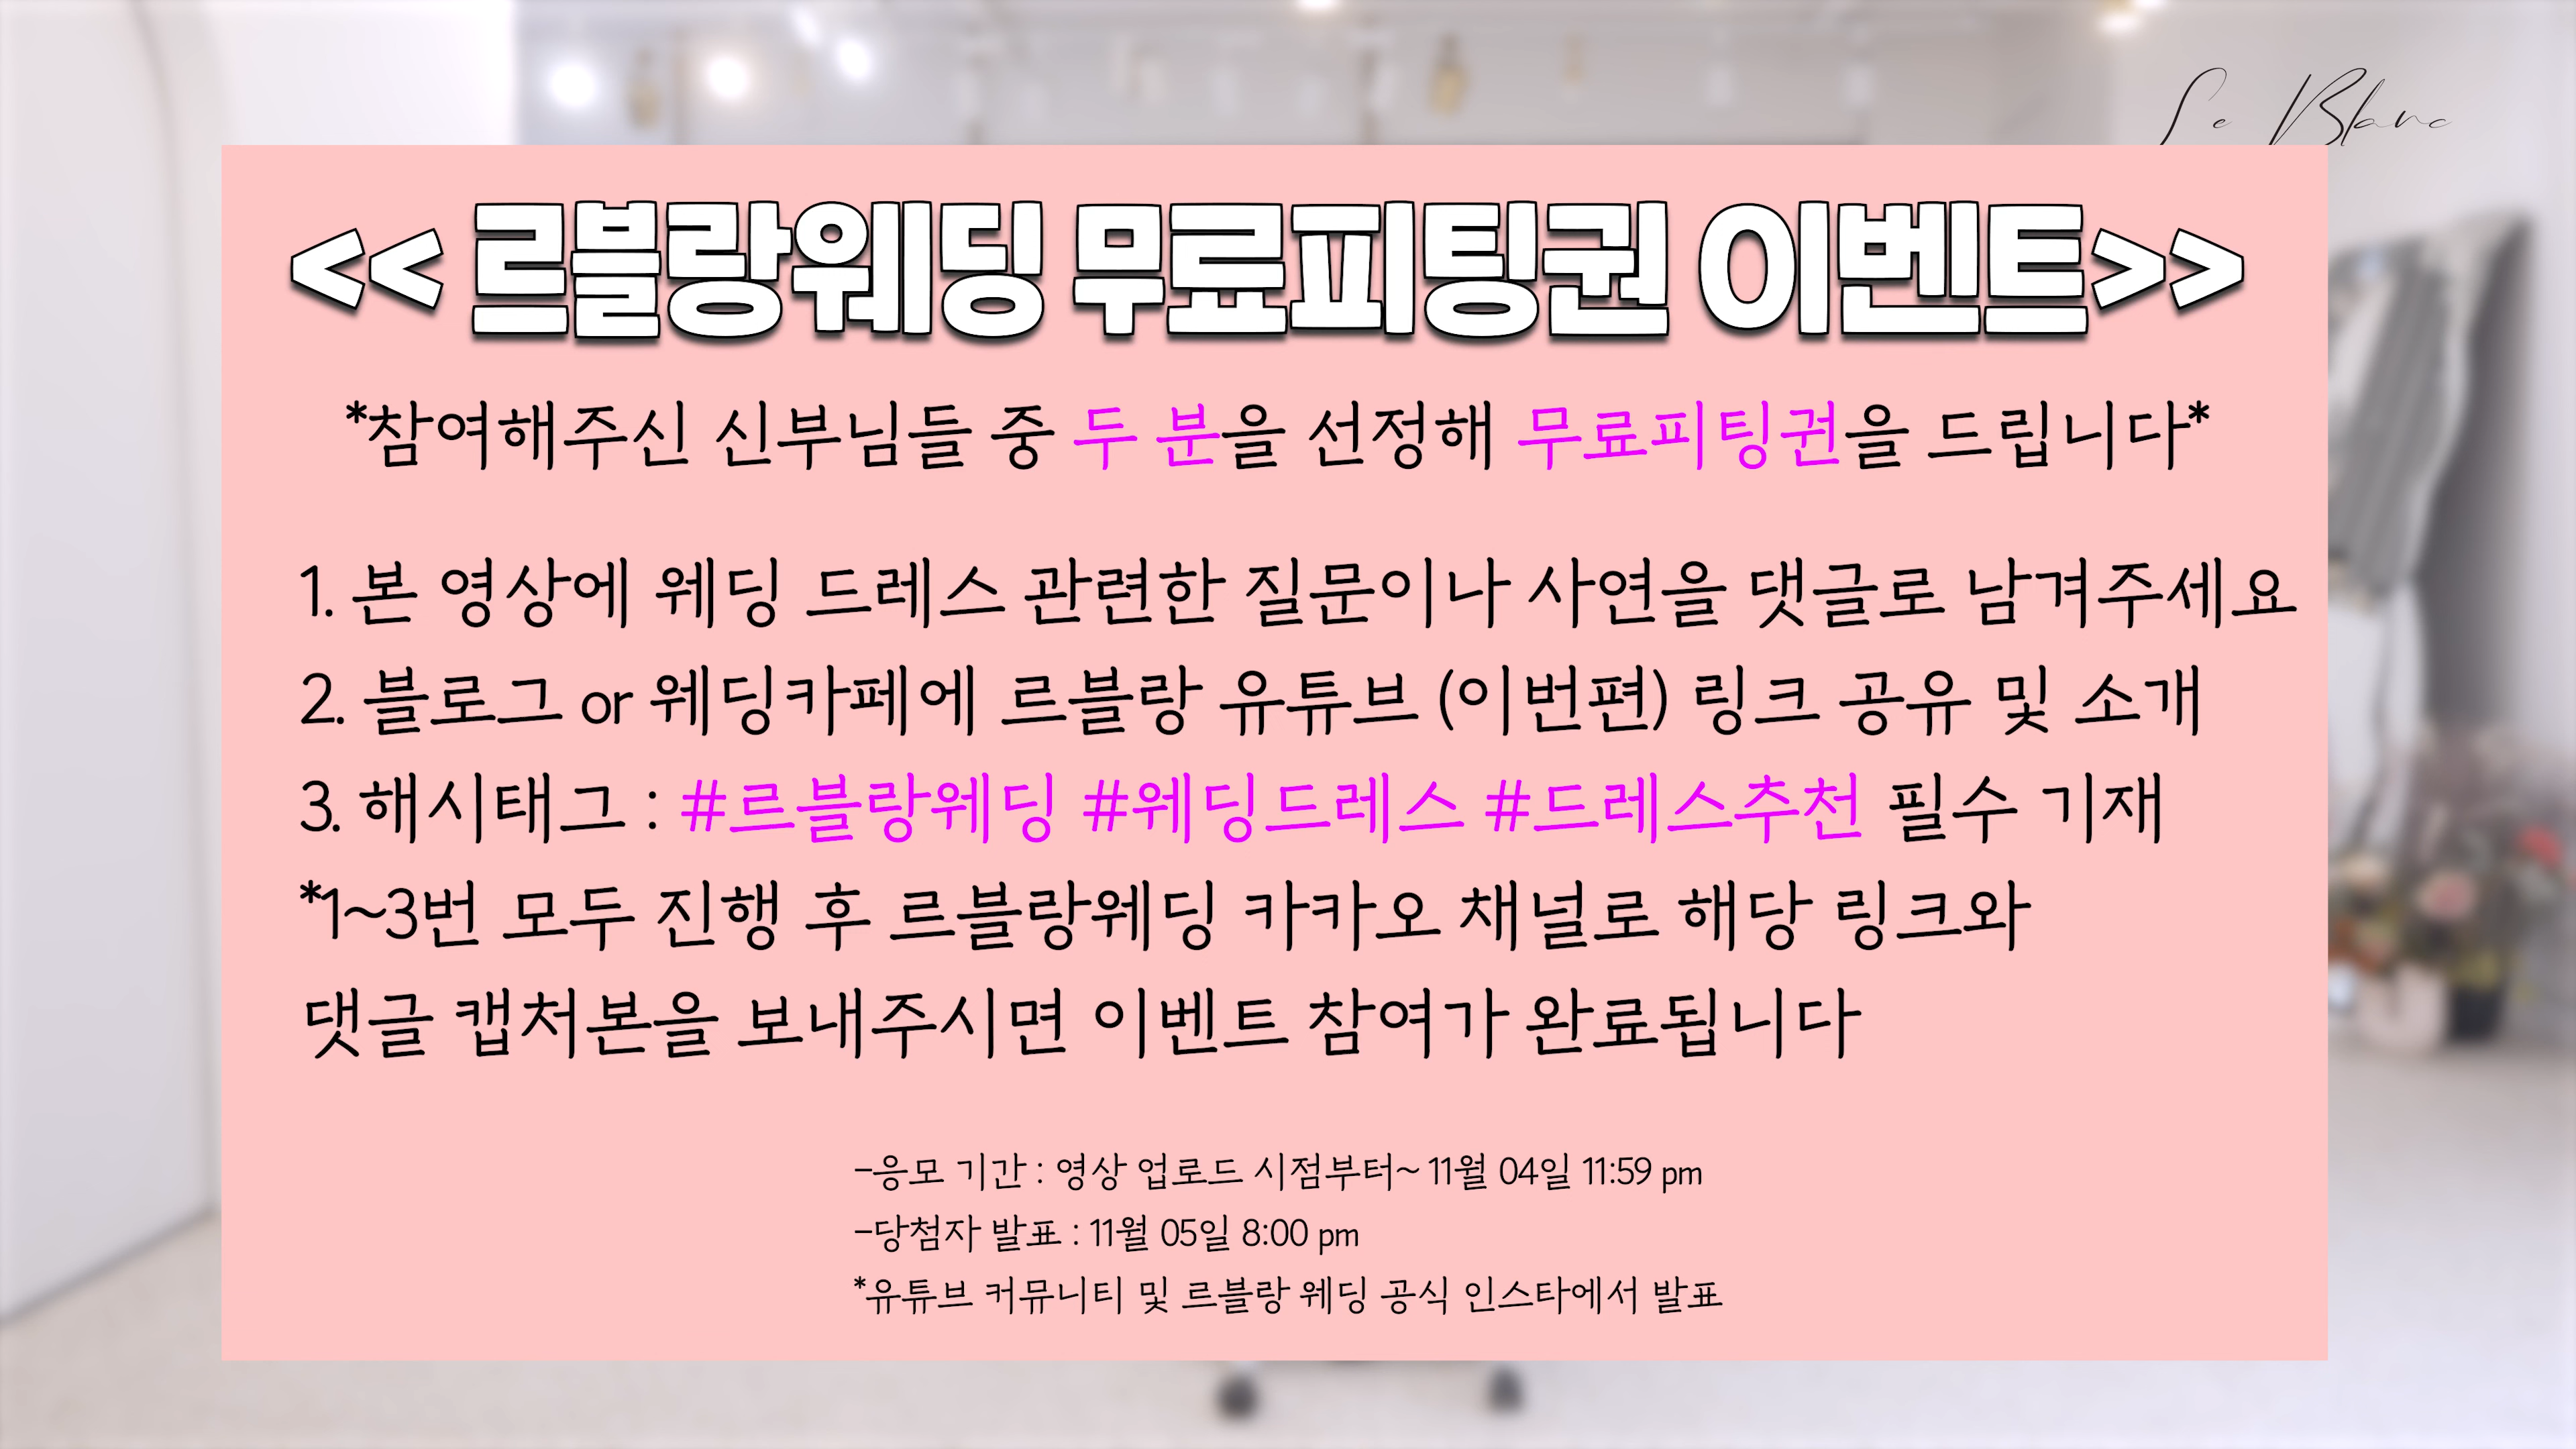 Le Blanc
<< 르블랑웨딩 무료피팅권 이벤트>>
*참여해주신 신부님들 중 두 분을 선정해 무료피팅권을 드립니다*
1. 본 영상에 웨딩 드레스 관련한 질문이나 사연을 댓글로 남겨주세요
2. 블로그 or 웨딩카페에 르블랑 유튜브 (이번편) 링크 공유 및 소개
3. 해시태그 : #르블랑웨딩 #웨딩드레스 #드레스추천 필수 기재
*1~3번 모두 진행 후 르블랑웨딩 카카오 채널로 해당 링크와
댓글 캡처본을 보내주시면 이벤트 참여가 완료됩니다
-응모 기간 : 영상 업로드 시점부터~ 11월 04일 11:59 pm
-당첨자 발표 : 11월 05일 8:00 pm
*유튜브 커뮤니티 및 르블랑 웨딩 공식 인스타에서 발표